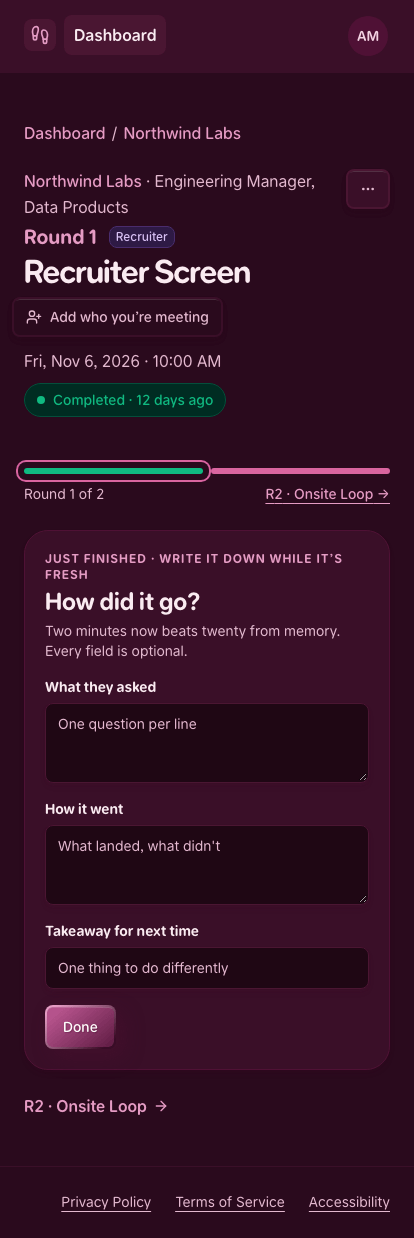 Dashboard
AM
Dashboard / Northwind Labs
Northwind Labs · Engineering Manager,
Data Products
...
Round 1 Recruiter
Recruiter Screen
Add who you're meeting
Fri, Nov 6, 2026 · 10:00 AM
Completed · 12 days ago
Round 1 of 2
R2 · Onsite Loop →
JUST FINISHED · WRITE IT DOWN WHILE IT'S
FRESH
How did it go?
Two minutes now beats twenty from memory.
Every field is optional.
What they asked
One question per line
How it went
What landed, what didn't
Takeaway for next time
One thing to do differently
Done
R2 · Onsite Loop →
Privacy Policy
Terms of Service
Accessibility